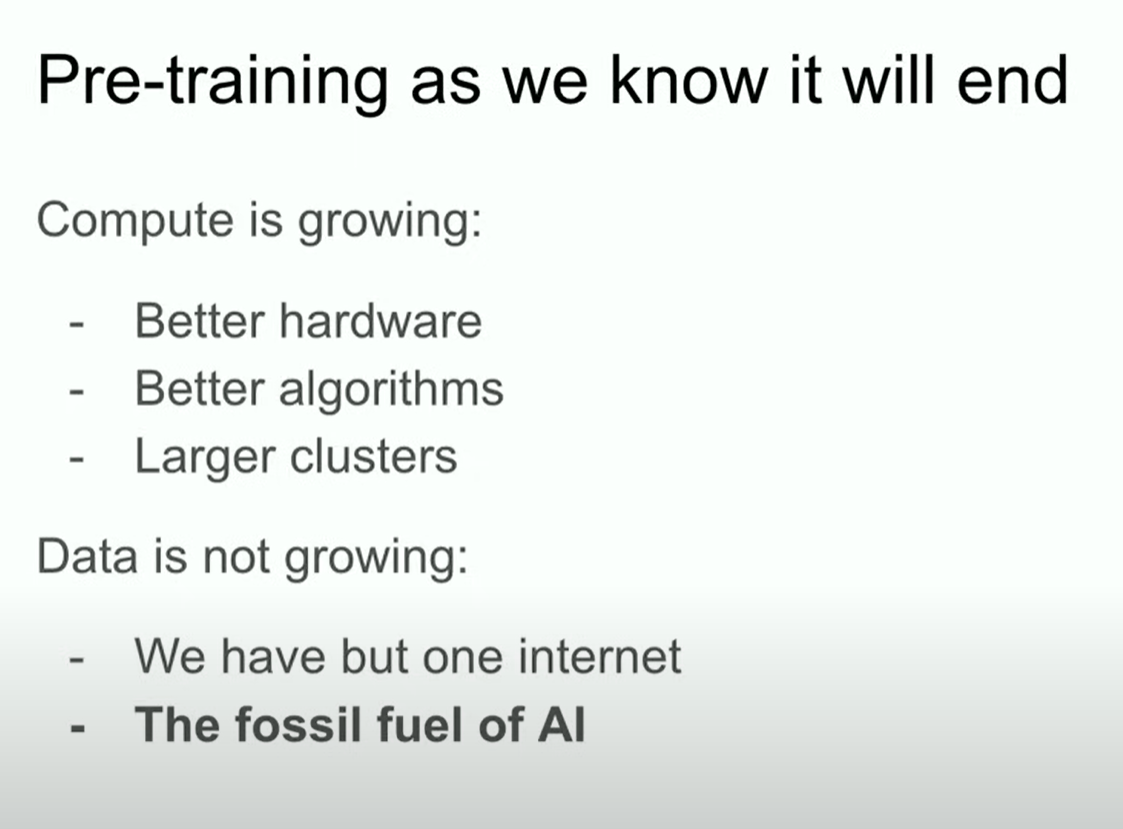 Pre-training as we know it will end
Compute is growing:
- Better hardware
- Better algorithms
- Larger clusters
Data is not growing:
- We have but one internet
- The fossil fuel of AI